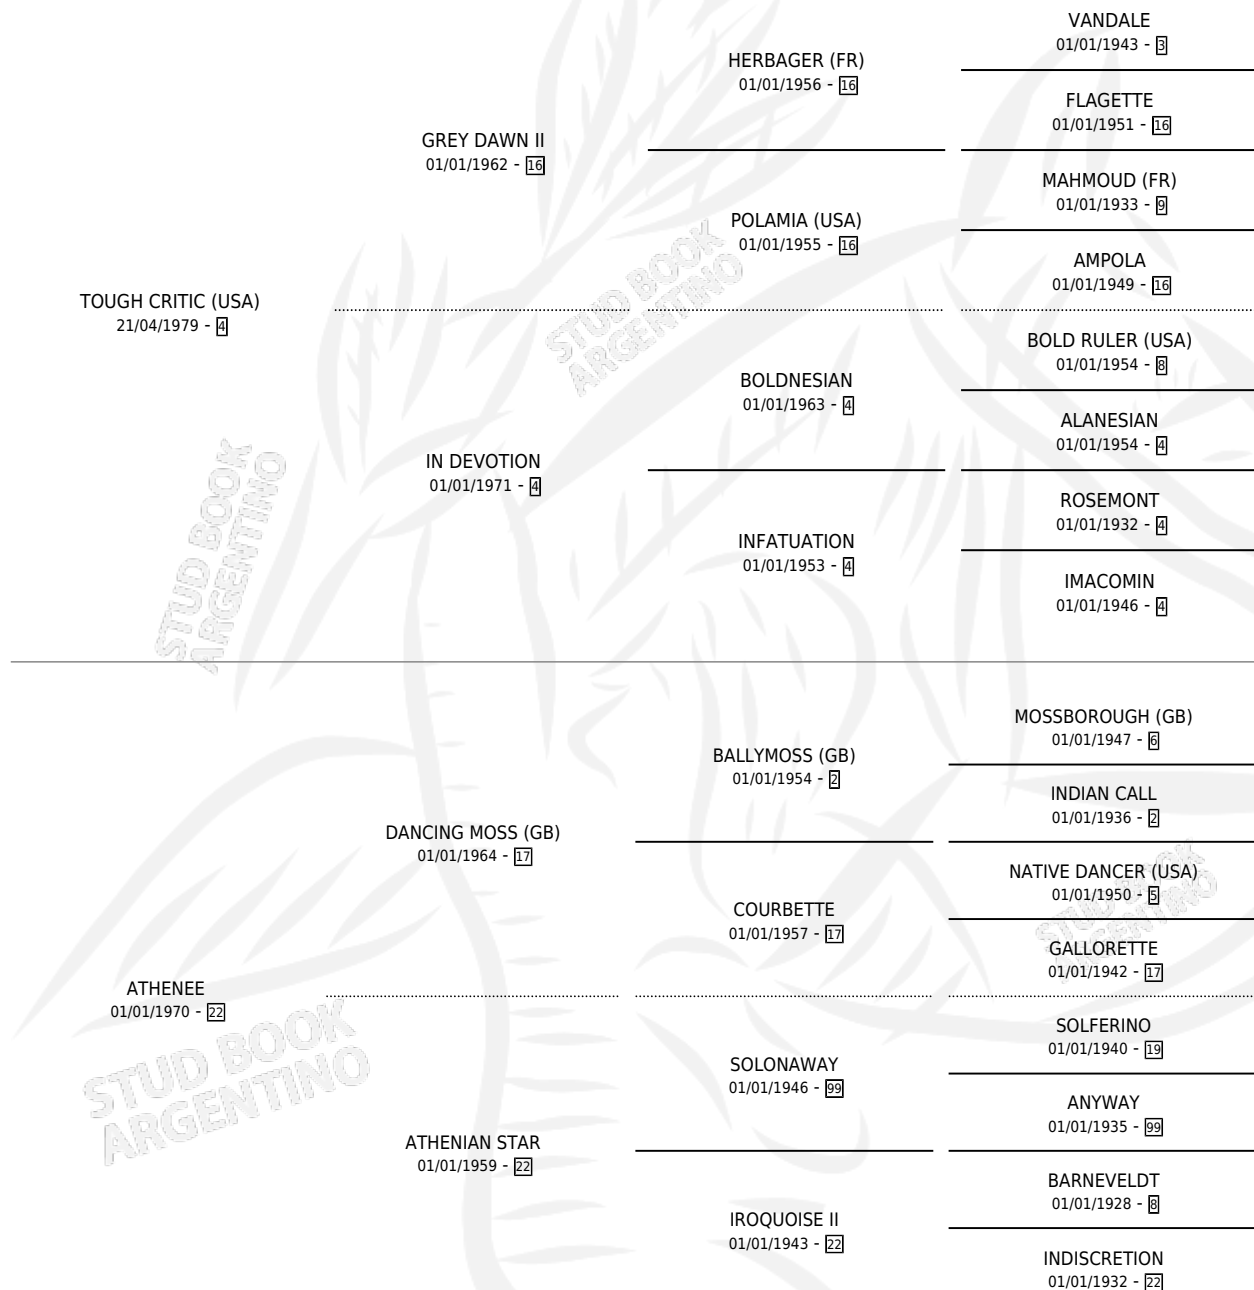 VANDALE
01/01/1943 - 3
HERBAGER (FR)
01/01/1956 - 16
FLAGETTE
01/01/1951 - 16
GREY DAWN II
01/01/1962 - 16
MAHMOUD (FR)
01/01/1933 - 9
POLAMIA (USA)
01/01/1955 - 16
AMPOLA
01/01/1949 - 16
TOUGH CRITIC (USA)
21/04/1979 - 4
BOLD RULER (USA)
01/01/1954 - 8
BOLDNESIAN
01/01/1963 - 4
ALANESIAN
01/01/1954 - 4
IN DEVOTION
01/01/1971 - 4
ROSEMONT
01/01/1932 - 4
INFATUATION
01/01/1953 - 4
IMACOMIN
01/01/1946 - 4
MOSSBOROUGH (GB)
01/01/1947 - 6
BALLYMOSS (GB)
01/01/1954 - 2
INDIAN CALL
01/01/1936 - 2
DANCING MOSS (GB)
01/01/1964 - 17
NATIVE DANCER (USA)
01/01/1950 - 5
COURBETTE
01/01/1957 - 17
GALLORETTE
01/01/1942 - 17
ATHENEE
01/01/1970 - 22
SOLFERINO
01/01/1940 - 19
SOLONAWAY
01/01/1946 - 99
ANYWAY
01/01/1935 - 99
ATHENIAN STAR
01/01/1959 - 22
BARNEVELDT
01/01/1928 - 8
IROQUOISE II
01/01/1943 - 22
INDISCRETION
01/01/1932 - 22
STUD BOOK
ARGENTINO
STUD BOOK
ARGENTINO
STUD BOOK
ARGENTINO
STUD BOOK
ARGENTINO